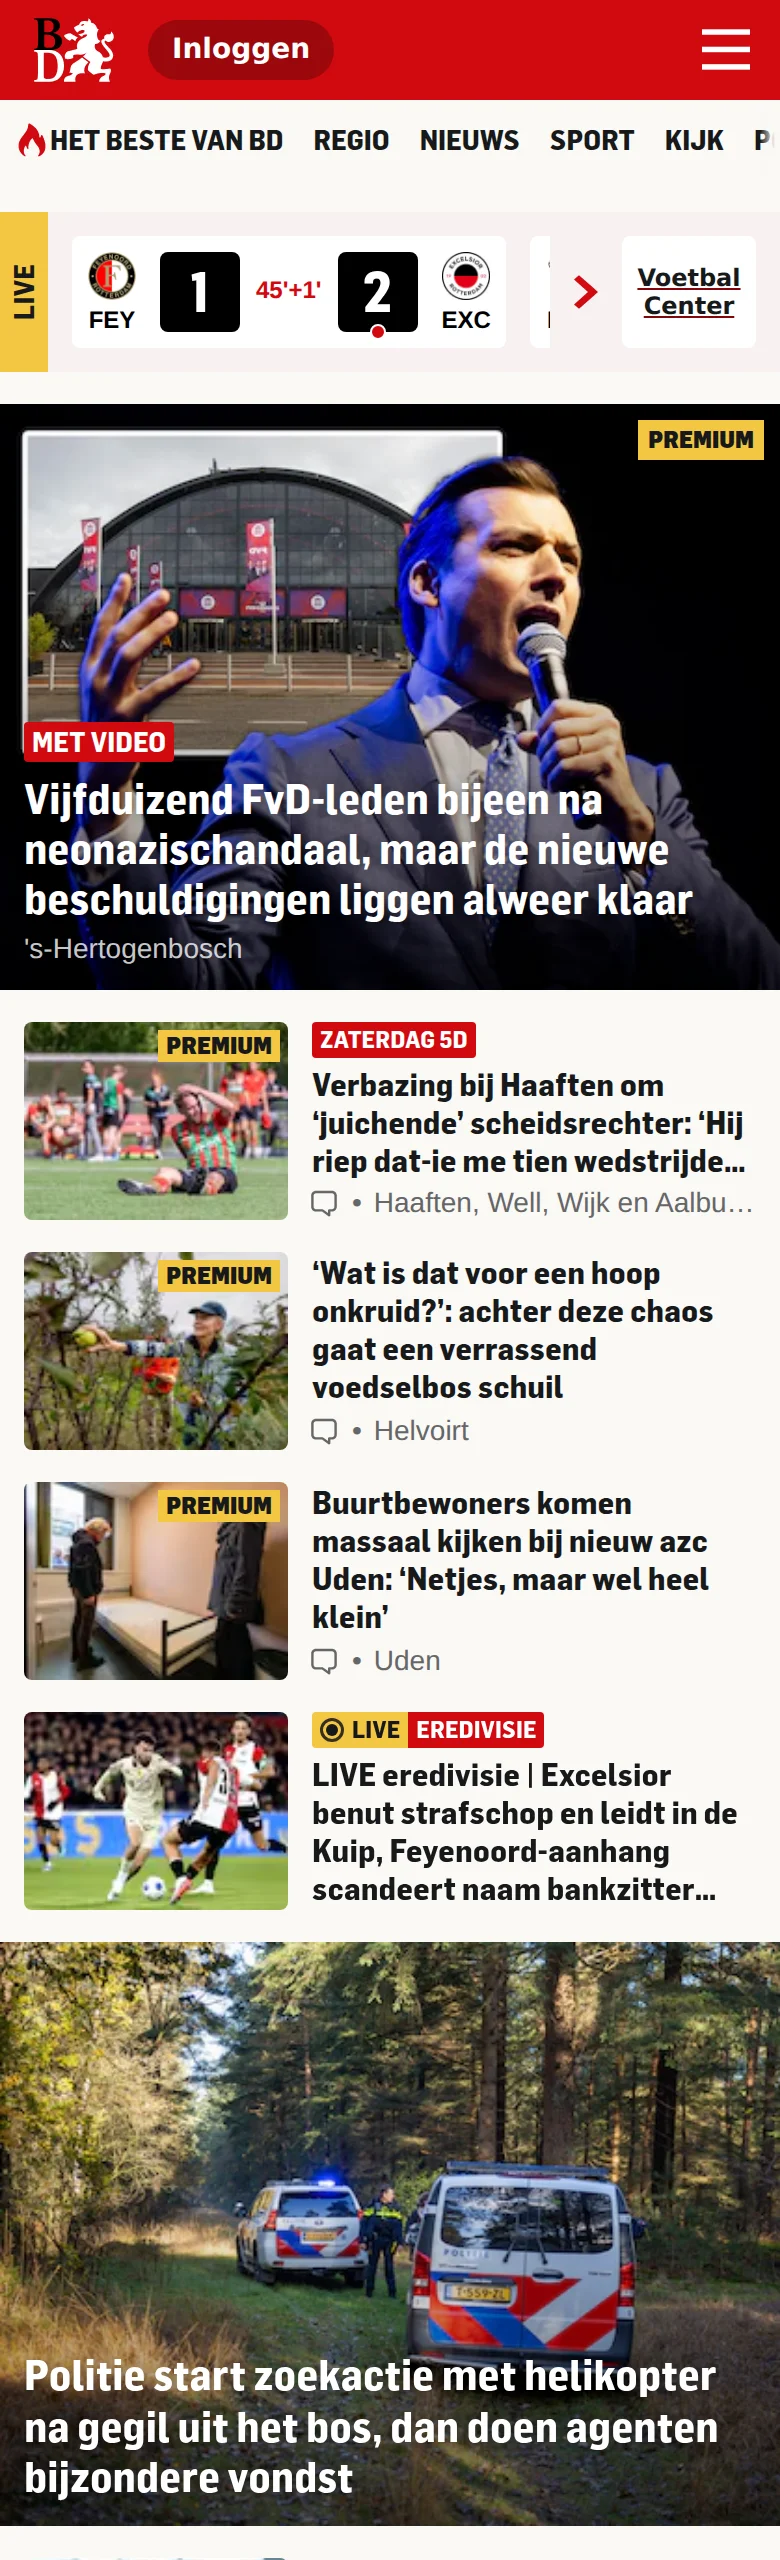 BD
Inloggen
HET BESTE VAN BD REGIO NIEUWS SPORT KIJK
LIVE
FEY
1
45'+1'
2
EXC
Voetbal
Center
PREMIUM
MET VIDEO
Vijfduizend FvD-leden bijeen na
neonazischandaal, maar de nieuwe
beschuldigingen liggen alweer klaar
's-Hertogenbosch
PREMIUM
ZATERDAG 5D
Verbazing bij Haaften om
‘juichende’ scheidsrechter: ‘Hij
riep dat-ie me tien wedstrijde...
• Haaften, Well, Wijk en Aalbu...
PREMIUM
‘Wat is dat voor een hoop
onkruid?’: achter deze chaos
gaat een verrassend
voedselbos schuil
• Helvoirt
PREMIUM
Buurtbewoners komen
massaal kijken bij nieuw azc
Uden: ‘Netjes, maar wel heel
klein’
• Uden
LIVE EREDIVISIE
LIVE eredivisie | Excelsior
benut strafschop en leidt in de
Kuip, Feyenoord-aanhang
scandeert naam bankzitter...
POLITIE
Politie start zoekactie met helikopter
na gegil uit het bos, dan doen agenten
bijzondere vondst